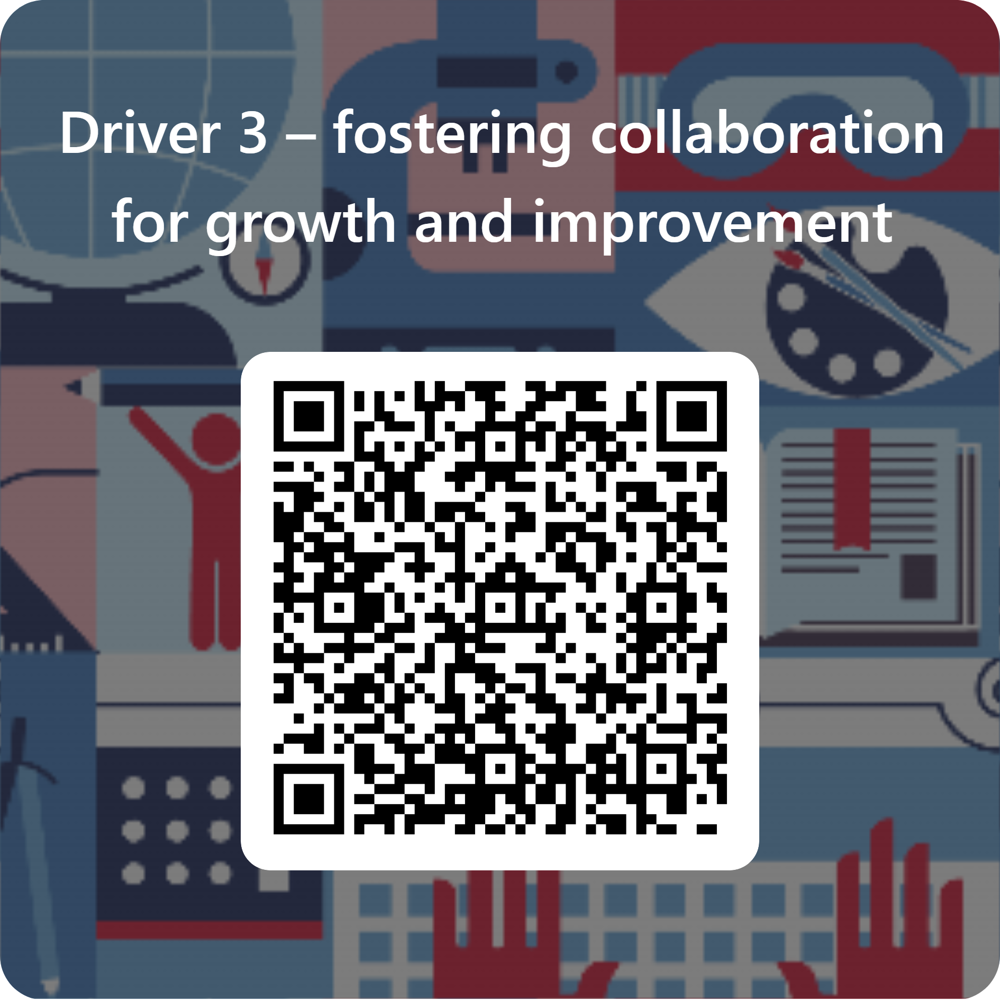 Driver 3 – fostering collaboration
for growth and improvement